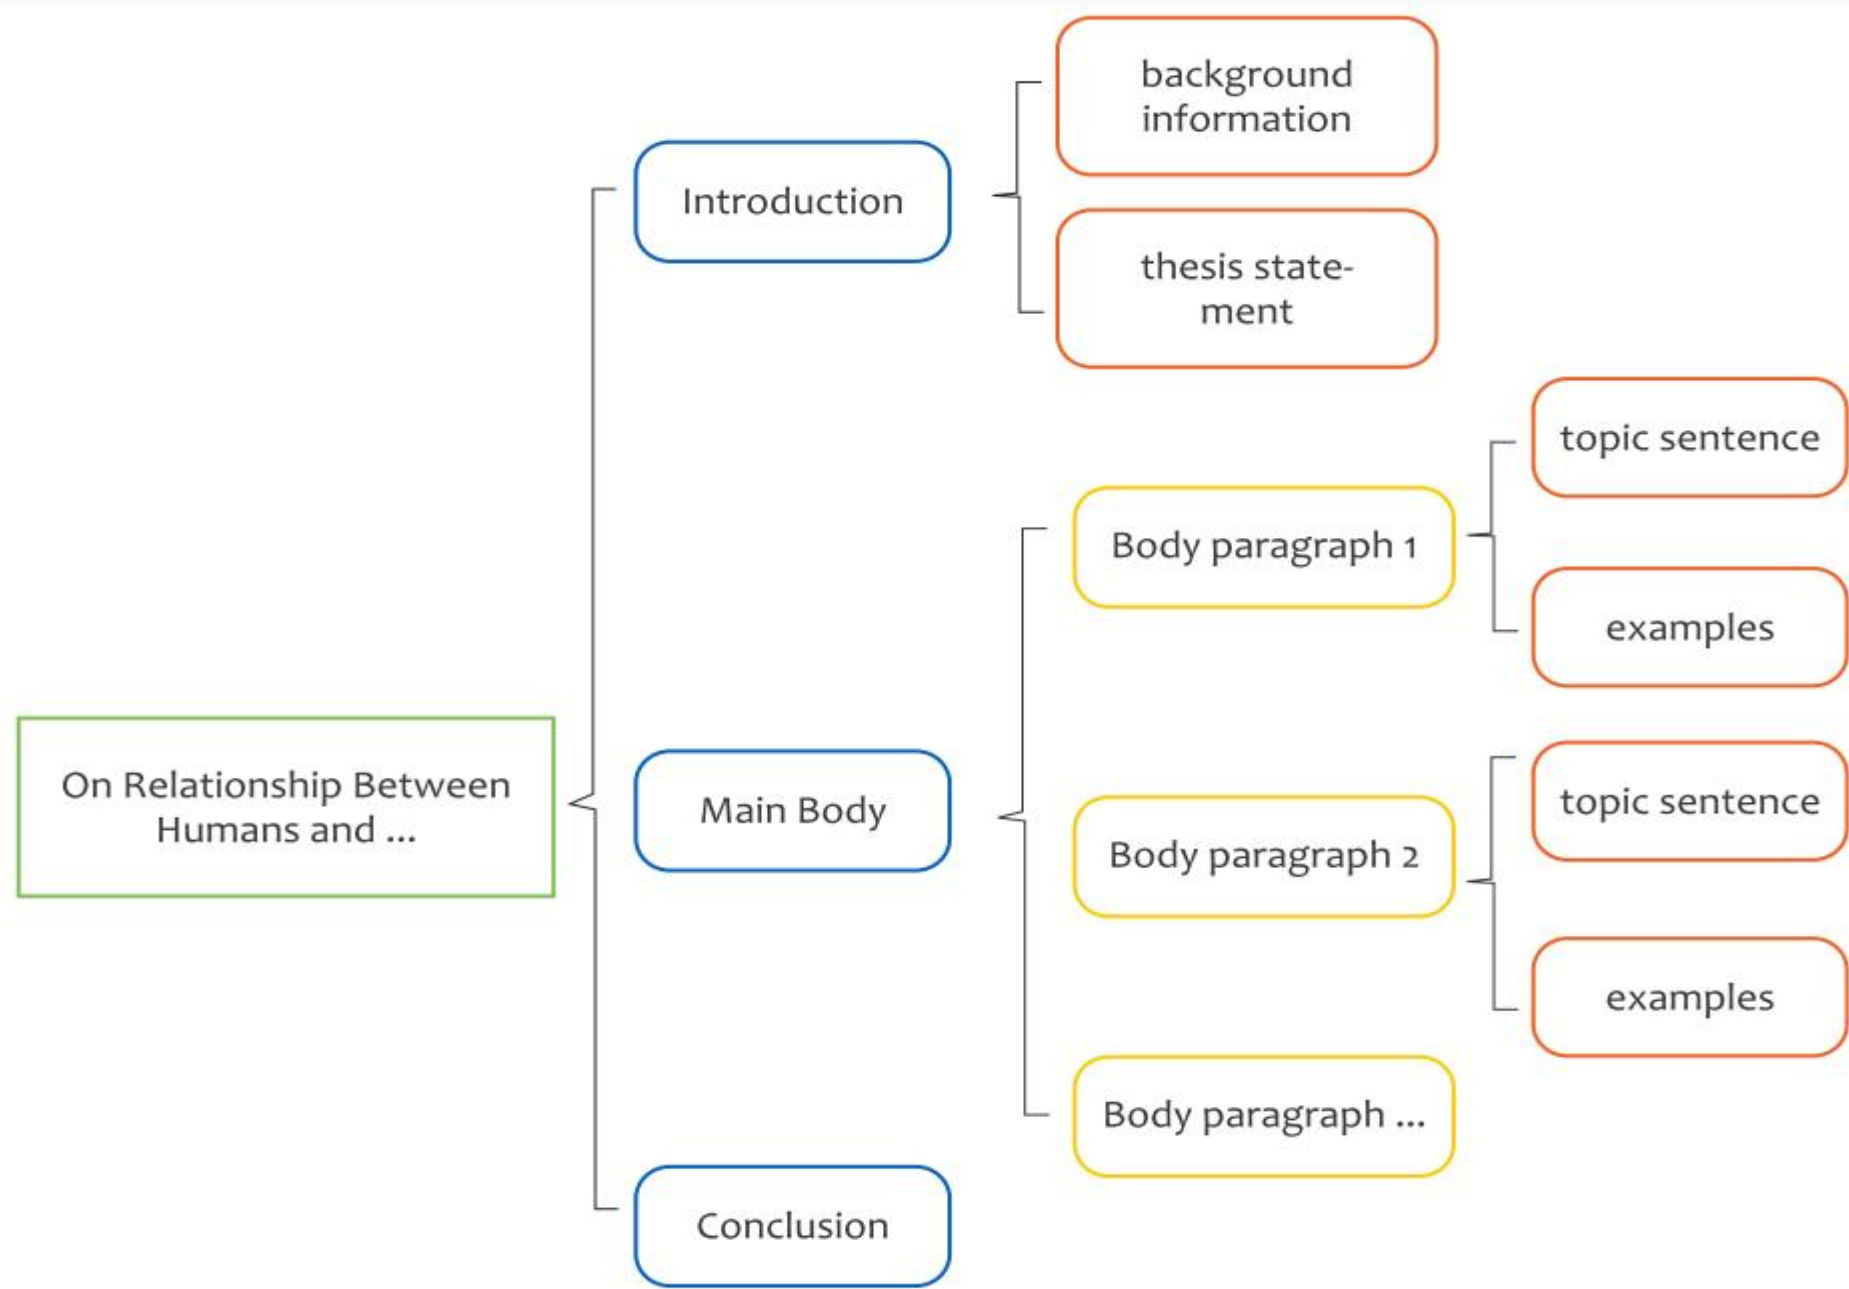 background
information
Introduction
thesis state-
ment
topic sentence
Body paragraph 1
examples
On Relationship Between
Humans and ...
Main Body
topic sentence
Body paragraph 2
examples
Body paragraph ...
Conclusion